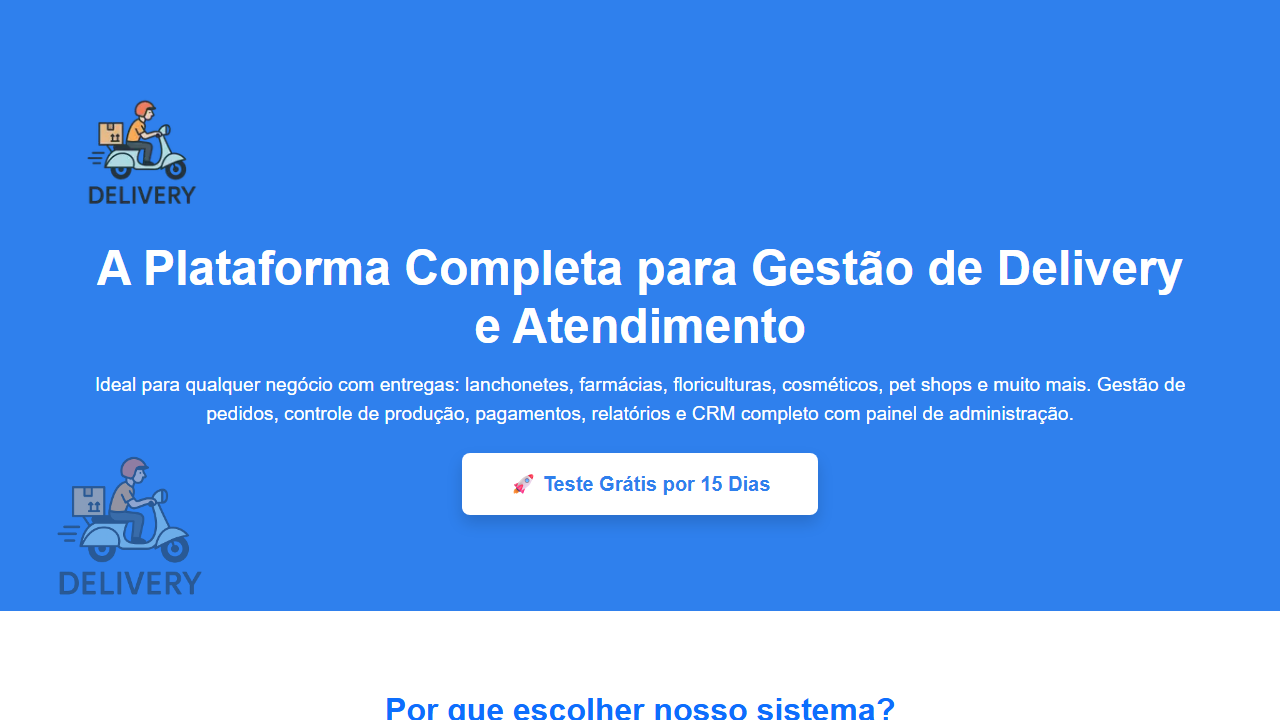 DELIVERY
A Plataforma Completa para Gestão de Delivery
e Atendimento
Ideal para qualquer negócio com entregas: lanchonetes, farmácias, floriculturas, cosméticos, pet shops e muito mais. Gestão de
pedidos, controle de produção, pagamentos, relatórios e CRM completo com painel de administração.
🚀 Teste Grátis por 15 Dias
DELIVERY
Por que escolher nosso sistema?